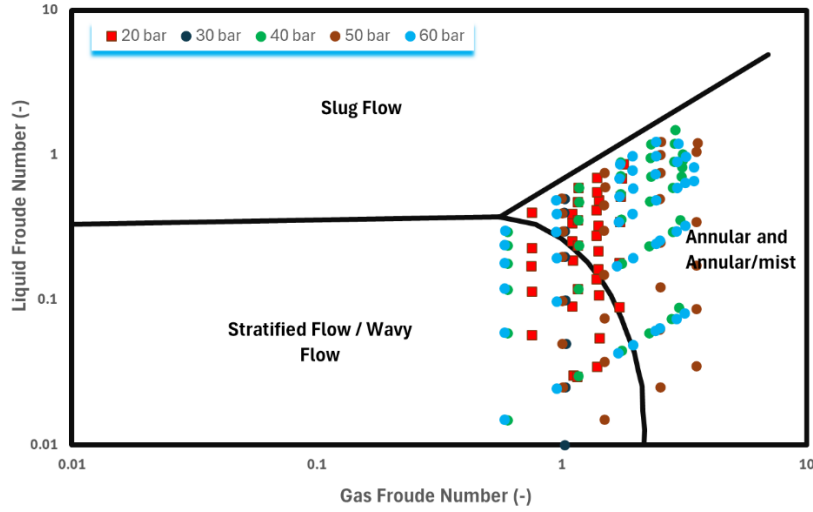 10
20 bar 30 bar 40 bar 50 bar 60 bar
Slug Flow
Liquid Froude Number (-)
1
Annular and
Annular/mist
0.1
Stratified Flow / Wavy
Flow
0.01
0.01 0.1 1 10
Gas Froude Number (-)